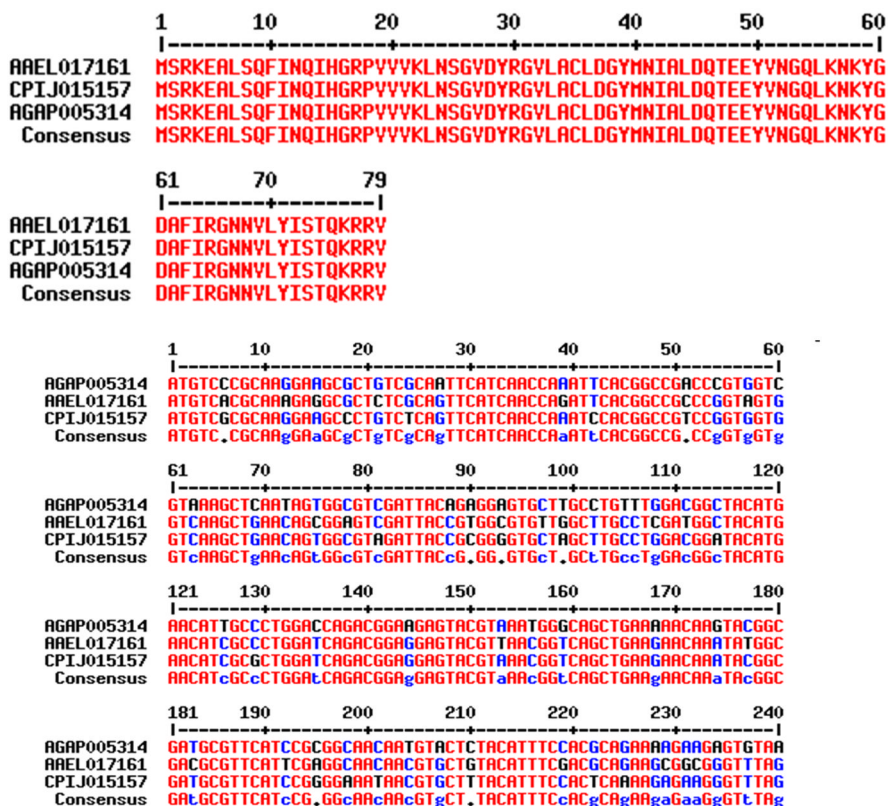 1 10 20 30 40 50 60
|--------+---------+---------+---------+---------+---------|
AAEL017161 MSRKEALSQFINQIHGRPVVVKLNSGVDYRGVLACLDGYMNIALDQTEEYVNGQLKNKYG
CPIJ015157 MSRKEALSQFINQIHGRPVVVKLNSGVDYRGVLACLDGYMNIALDQTEEYVNGQLKNKYG
AGAP005314 MSRKEALSQFINQIHGRPVVVKLNSGVDYRGVLACLDGYMNIALDQTEEYVNGQLKNKYG
Consensus MSRKEALSQFINQIHGRPVVVKLNSGVDYRGVLACLDGYMNIALDQTEEYVNGQLKNKYG
61 70 79
|--------+--------|
AAEL017161 DAFIRGNNVLYISTQKRRV
CPIJ015157 DAFIRGNNVLYISTQKRRV
AGAP005314 DAFIRGNNVLYISTQKRRV
Consensus DAFIRGNNVLYISTQKRRV
1 10 20 30 40 50 60
|--------+---------+---------+---------+---------+---------|
AGAP005314 ATGTCCCGCAAGGAAGCGCTGTCGCAATTCATCAACCAAATTCACGGCCGACCCGTGGTC
AAEL017161 ATGTCACGCAAAGAGGCGCTCTCGCAGTTCATCAACCAGATTCACGGCCGCCCGGTAGTG
CPIJ015157 ATGTCGCGCAAGGAAGCCCTGTCTCAGTTCATCAACCAAATCCACGGCCGTCCGGTGGTG
Consensus ATGTC.CGCAAgGAaGCgCTgTCgCAgTTCATCAACCAaATtCACGGCCG.CCgGTgGTg
61 70 80 90 100 110 120
|--------+---------+---------+---------+---------+---------|
AGAP005314 GTAAAGCTCAATAGTGGCGTCGATTACAGAGGAGTGCTTGCCTGTTTGGACGGCTACATG
AAEL017161 GTCAAGCTGAACAGCGGAGTCGATTACCGTGGCGTGTTGGCTTGCCTCGATGGCTACATG
CPIJ015157 GTCAAGCTGAACAGTGGCGTAGATTACCGCGGGGTGCTAGCTTGCCTGGACGGATACATG
Consensus GTcAAGCTgAAcAGtGGcGTcGATTACcG.GG.GTGcT.GCtTGccTgGAcGGcTACATG
121 130 140 150 160 170 180
|--------+---------+---------+---------+---------+---------|
AGAP005314 AACATTGCCCTGGACCAGACGGAAGAGTACGTAAATGGGCAGCTGAAAAACAAGTACGGC
AAEL017161 AACATCGCCCTGGATCAGACGGAGGAGTACGTTAACGGTCAGCTGAAGAACAAATATGGC
CPIJ015157 AACATCGCGCTGGATCAGACGGAGGAGTACGTAAACGGTCAGCTGAAGAACAAATACGGC
Consensus AACATcGCcCTGGAtCAGACGGAgGAGTACGTaAAcGGtCAGCTGAAgAACAAaTAcGGC
181 190 200 210 220 230 240
|--------+---------+---------+---------+---------+---------|
AGAP005314 GATGCGTTCATCCGCGGCAACAATGTACTCTACATTTCCACGCAGAAAAGAAGAGTGTAA
AAEL017161 GACGCGTTCATTCGAGGCAACAACGTGCTGTACATTTCGACGCAGAAGCGGCGGGTTTAG
CPIJ015157 GATGCGTTCATCCGGGGAAATAACGTGCTTTACATTTCCACTCAAAAGAGAAGGGTTTAG
Consensus GAtGCGTTCATcCG.GGcAAcAAcGTgCT.TACATTTCcACgCAgAAgaGaaGgGTtTAg